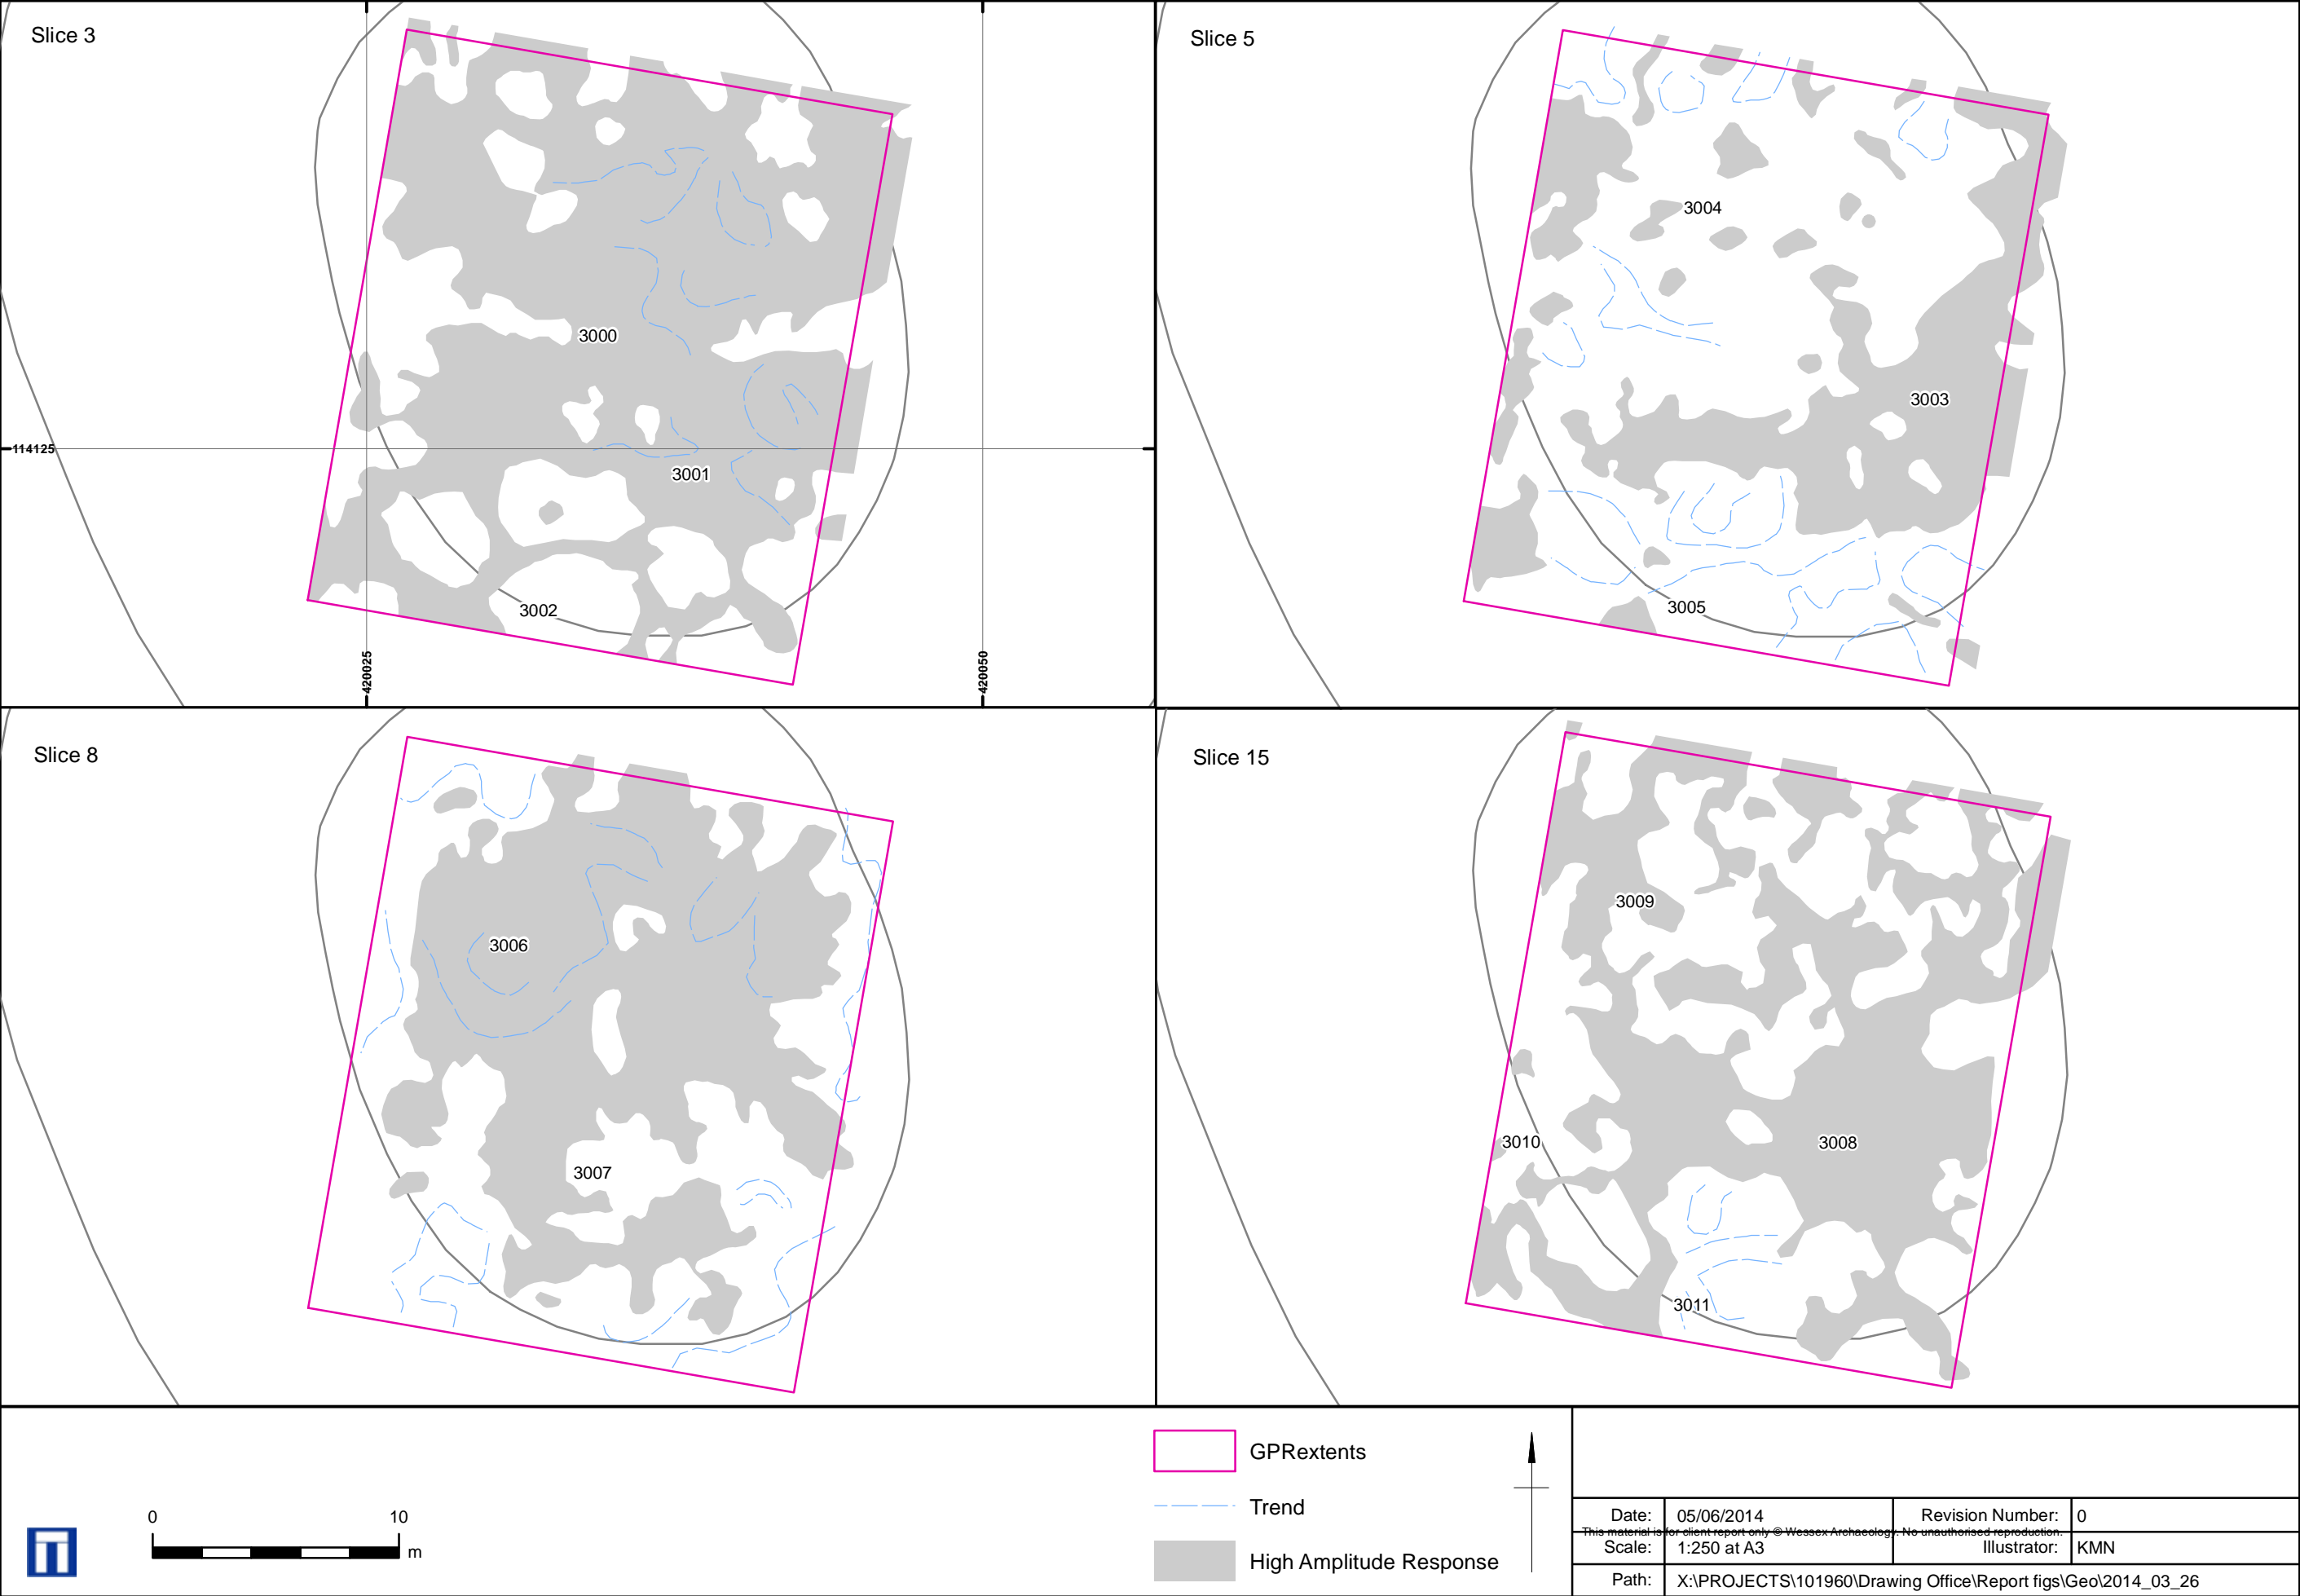 Slice 3
3000
114125
3001
3002
420025
420050
Slice 5
3004
3003
3005
Slice 8
3006
3007
Slice 15
3009
3010
3008
3011
0
10
m
GPRextents
Trend
High Amplitude Response
Date: 05/06/2014 Revision Number: 0
This material is for client report only © Wessex Archaeology. No unauthorised reproduction.
Scale: 1:250 at A3 Illustrator: KMN
Path: X:\PROJECTS\101960\Drawing Office\Report figs\Geo\2014_03_26